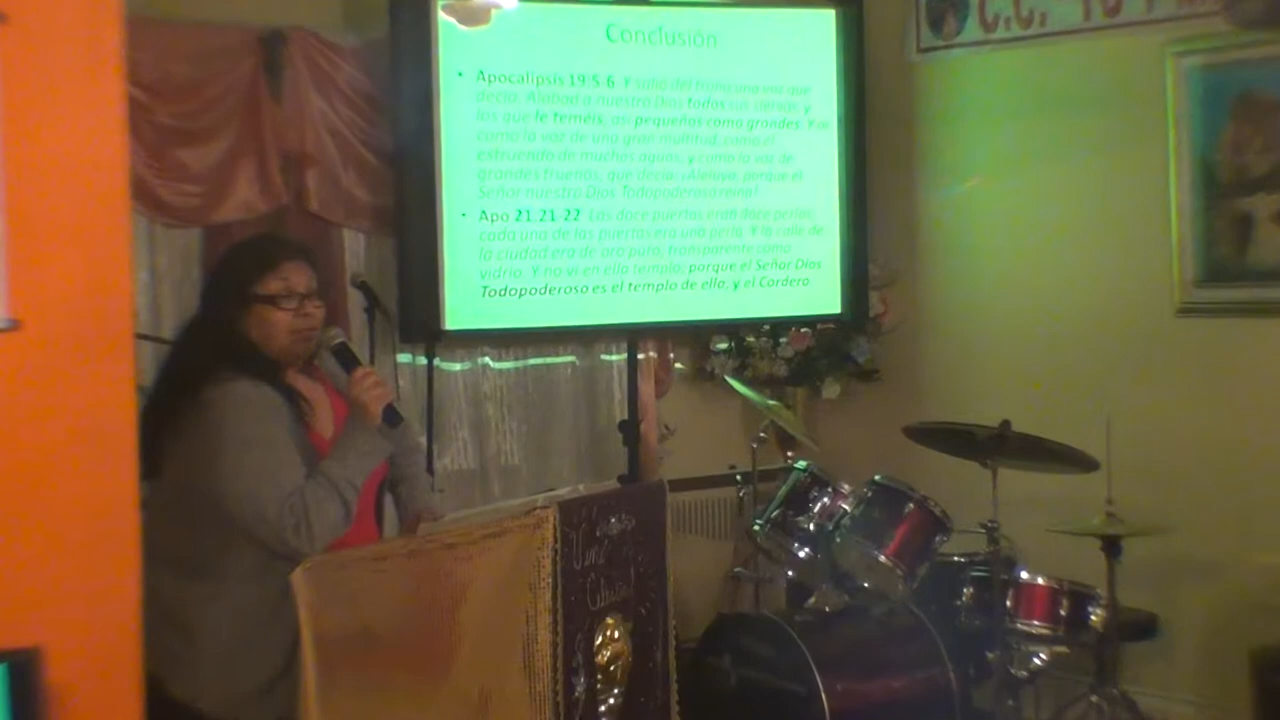 Conclusión
• Apocalipsis 19:5-6 Y salió del trono una voz que
decía: Alabad a nuestro Dios todos sus siervos, y
los que le teméis, así pequeños como grandes. Y oí
como la voz de una gran multitud, como el
estruendo de muchas aguas, y como la voz de
grandes truenos, que decía: ¡Aleluya, porque el
Señor nuestro Dios Todopoderoso reina!
• Apo 21.21-22 Las doce puertas eran doce perlas;
cada una de las puertas era una perla. Y la calle de
la ciudad era de oro puro, transparente como
vidrio. Y no vi en ella templo; porque el Señor Dios
Todopoderoso es el templo de ella, y el Cordero
C.C.